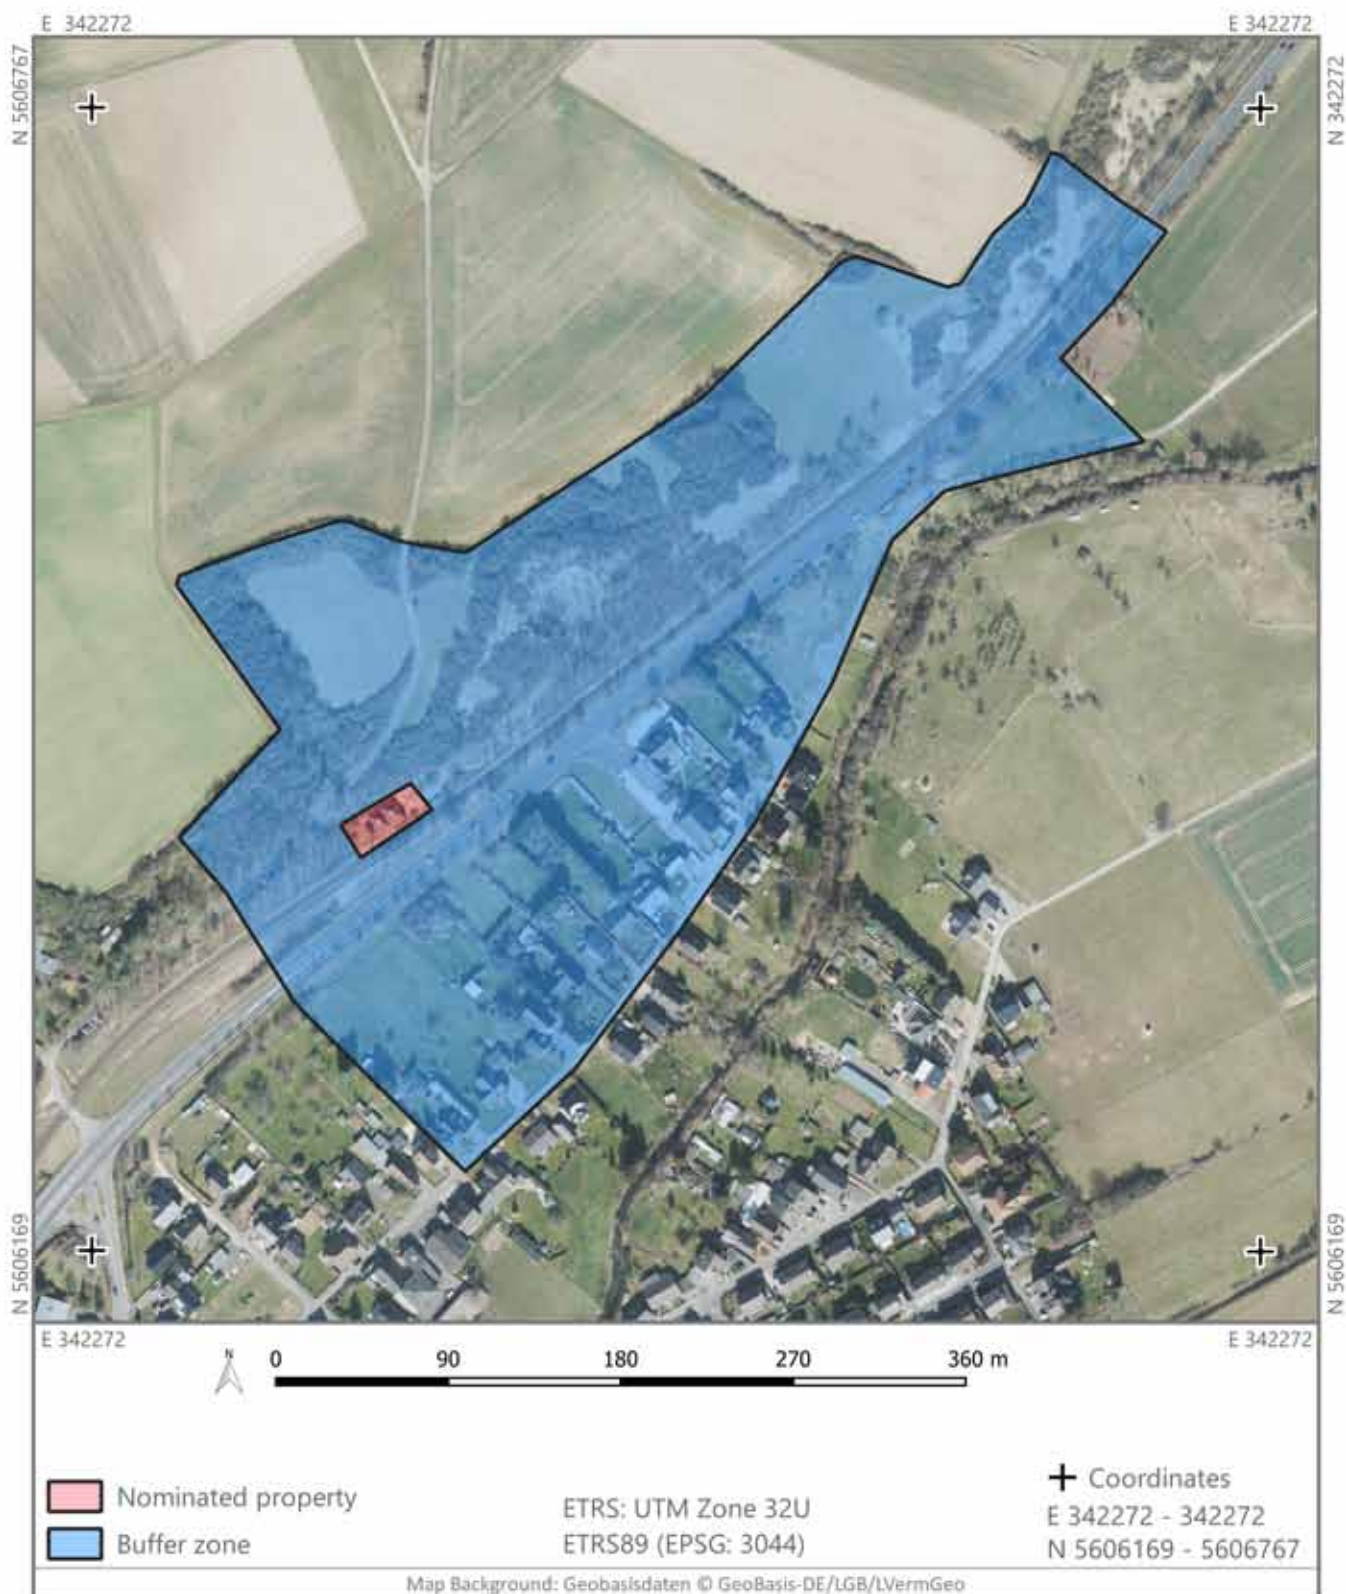 E 342272
E 342272
N 5606767
N 342272
N 5606169
N 5606169
E 342272
E 342272
N
0 90 180 270 360 m
Nominated property
Buffer zone
ETRS: UTM Zone 32U
ETRS89 (EPSG: 3044)
Coordinates
E 342272 - 342272
N 5606169 - 5606767
Map Background: Geobasisdaten © GeoBasis-DE/LGB/LVermGeo